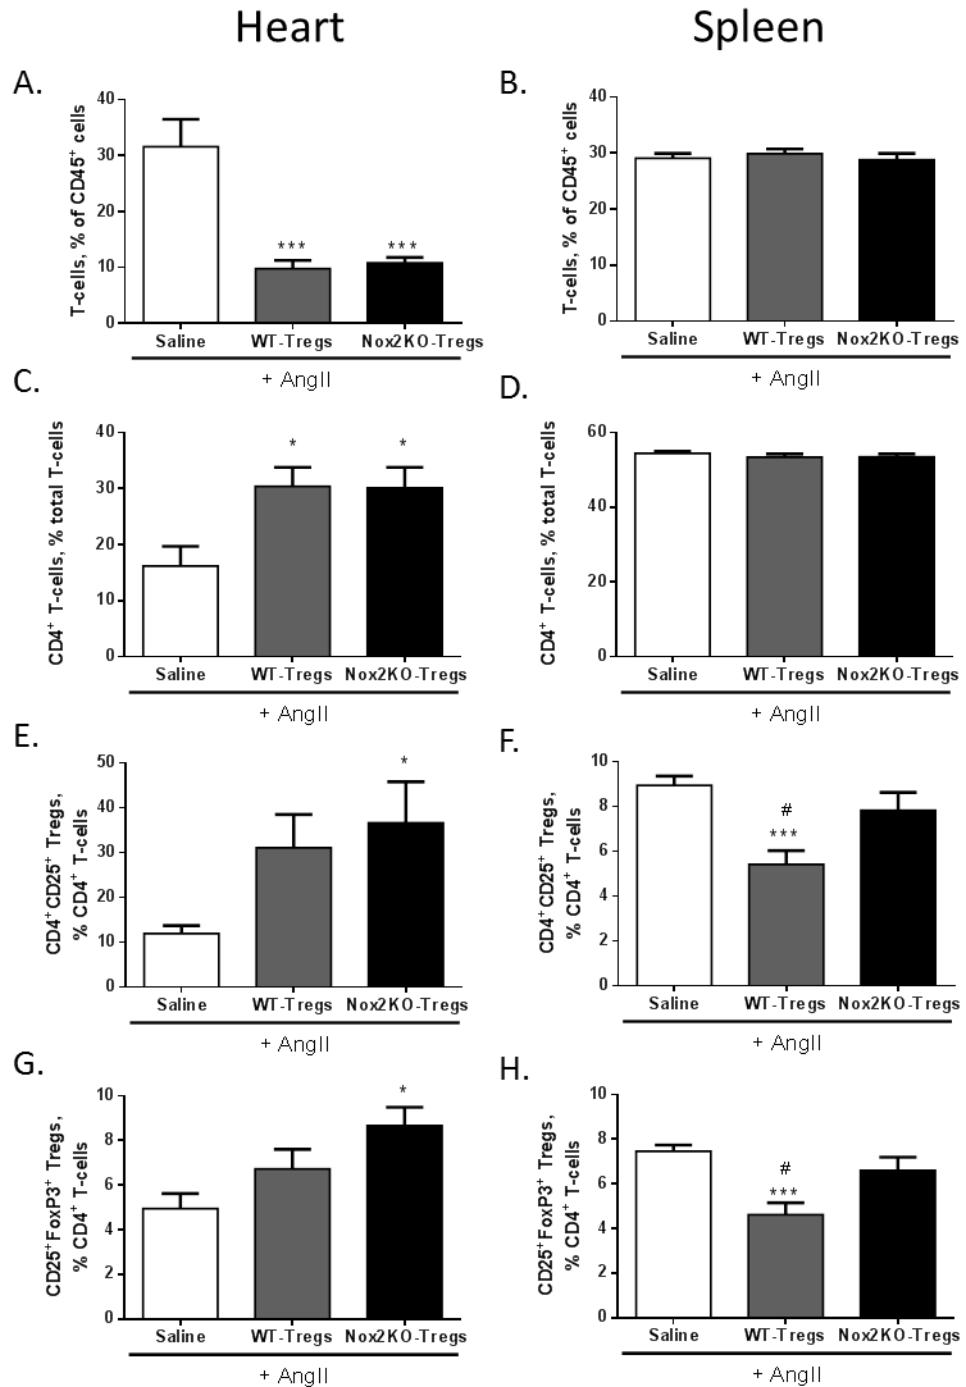 Heart
Spleen
A.
T-cells, % of CD45⁺ cells
40
30
20
10
0
***
***
Saline
WT-Tregs
Nox2KO-Tregs
+ AngII
B.
T-cells, % of CD45⁺ cells
40
30
20
10
0
Saline
WT-Tregs
Nox2KO-Tregs
+ AngII
C.
CD4⁺ T-cells, % total T-cells
40
30
20
10
0
*
*
Saline
WT-Tregs
Nox2KO-Tregs
+ AngII
D.
CD4⁺ T-cells, % total T-cells
60
40
20
0
Saline
WT-Tregs
Nox2KO-Tregs
+ AngII
E.
CD4⁺CD25⁺ Tregs,
% CD4⁺ T-cells
50
40
30
20
10
0
*
Saline
WT-Tregs
Nox2KO-Tregs
+ AngII
F.
CD4⁺CD25⁺ Tregs,
% CD4⁺ T-cells
10
8
6
4
2
0
#
***
Saline
WT-Tregs
Nox2KO-Tregs
+ AngII
G.
CD25⁺FoxP3⁺ Tregs,
% CD4⁺ T-cells
10
8
6
4
2
0
*
Saline
WT-Tregs
Nox2KO-Tregs
+ AngII
H.
CD25⁺FoxP3⁺ Tregs,
% CD4⁺ T-cells
10
8
6
4
2
0
#
***
Saline
WT-Tregs
Nox2KO-Tregs
+ AngII